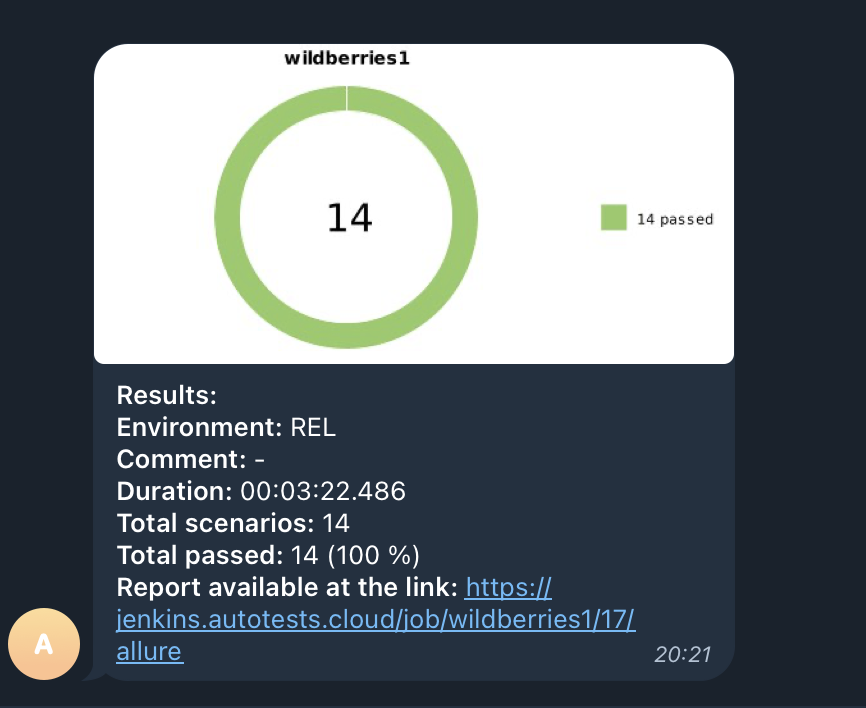 wildberries1
14
14 passed
Results:
Environment: REL
Comment: -
Duration: 00:03:22.486
Total scenarios: 14
Total passed: 14 (100 %)
Report available at the link: https://
jenkins.autotests.cloud/job/wildberries1/17/
allure
20:21
A